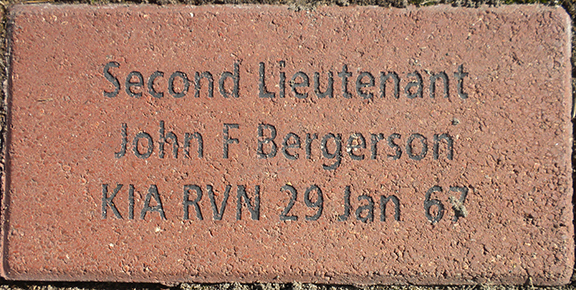 Second Lieutenant
John F Bergerson
KIA RVN 29 Jan 67